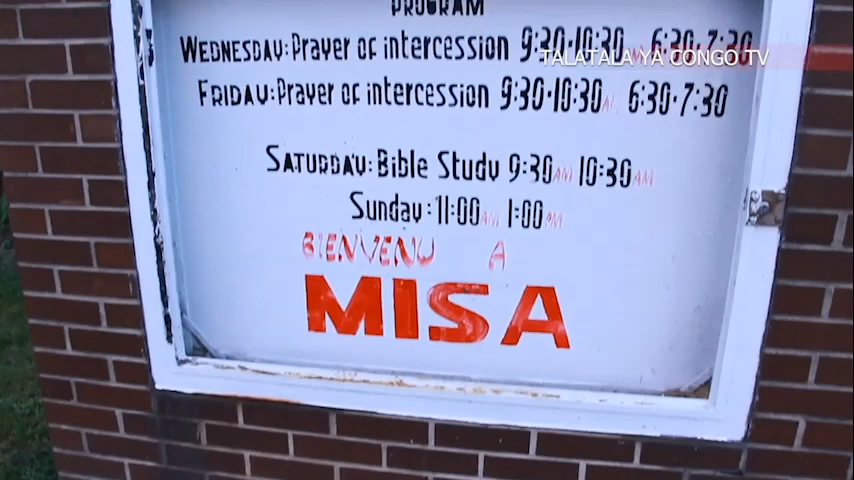 PROGRAM
WEDNESDAY: Prayer of intercession 9:30-10:30AM 6:30-7:30
TALATALA YA CONGO TV
FRIDAY: Prayer of intercession 9:30-10:30AM 6:30-7:30
SATURDAY: Bible Study 9:30AM 10:30AM
Sunday: 11:00AM 1:00PM
BIENVENU A
MISA